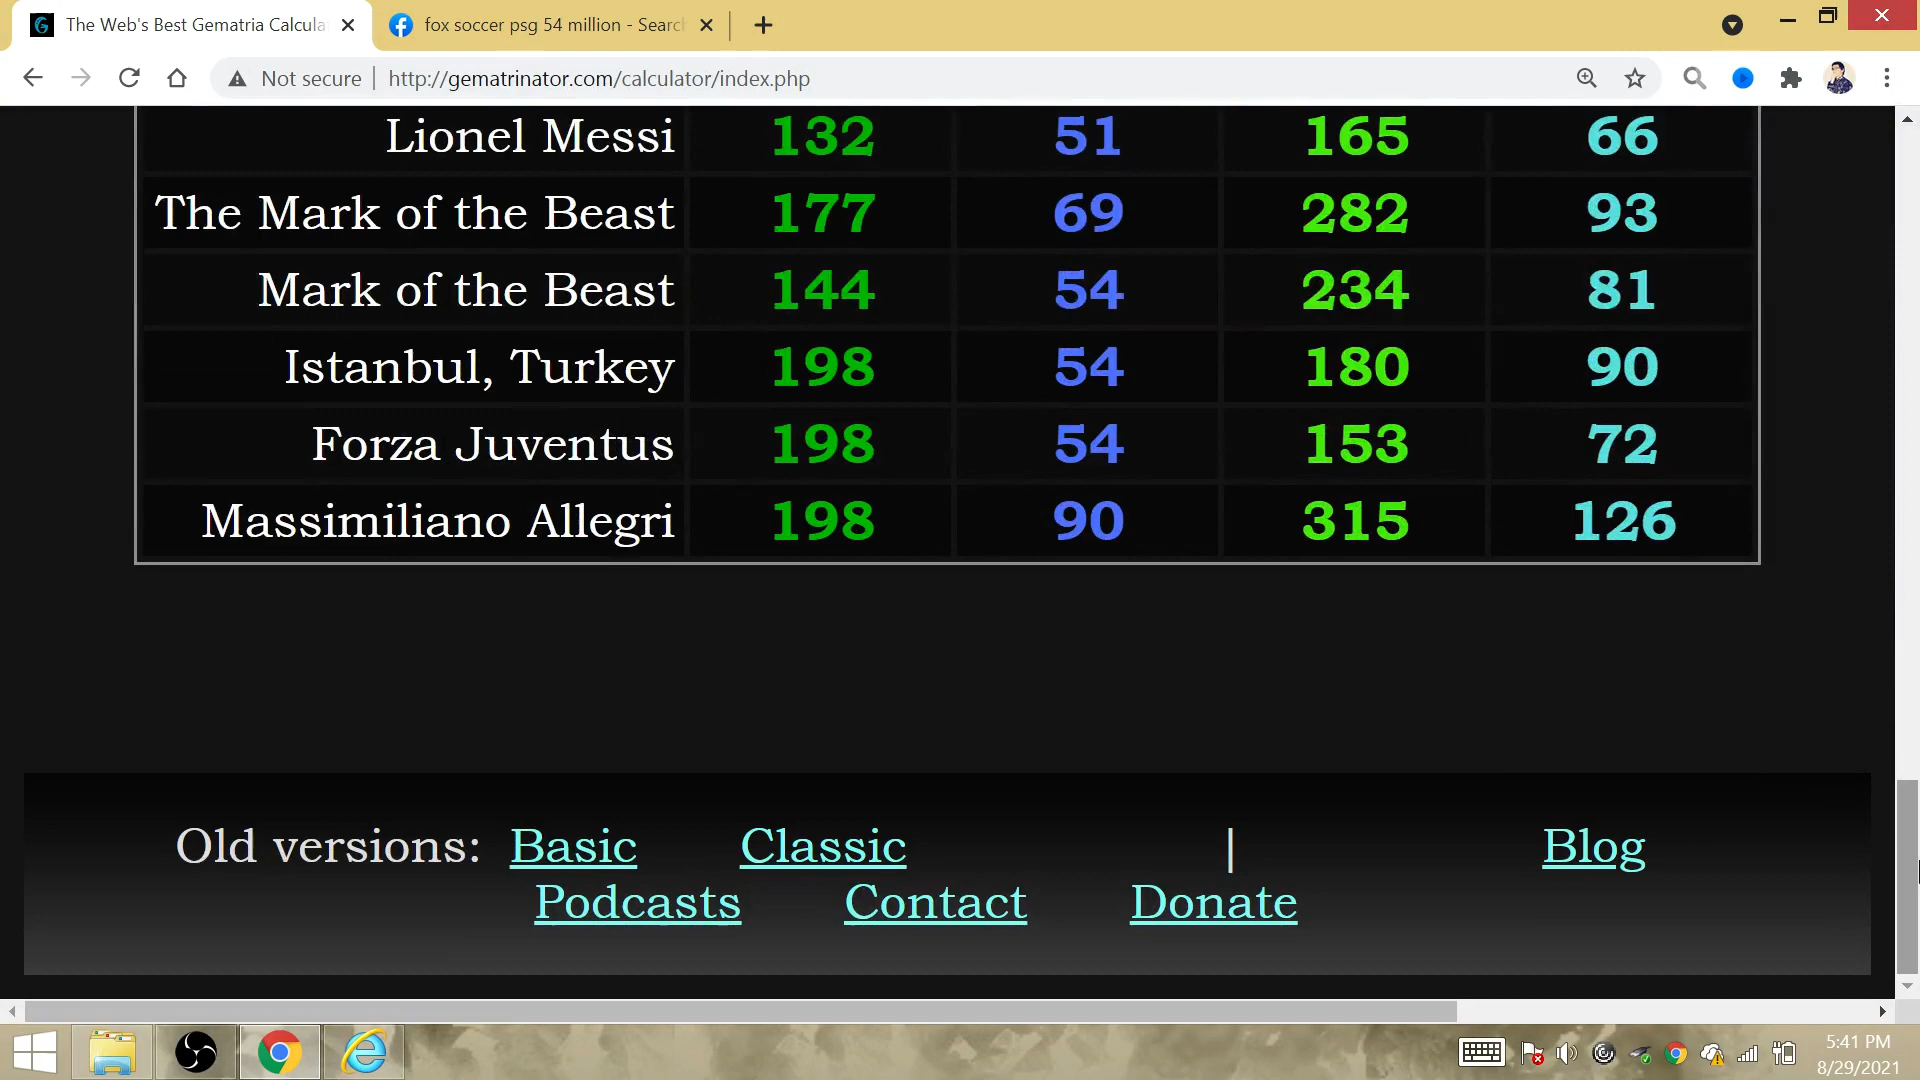 The Web's Best Gematria Calcula
fox soccer psg 54 million - Search
Not secure | http://gematrinator.com/calculator/index.php
Lionel Messi 132 51 165 66
The Mark of the Beast 177 69 282 93
Mark of the Beast 144 54 234 81
Istanbul, Turkey 198 54 180 90
Forza Juventus 198 54 153 72
Massimiliano Allegri 198 90 315 126
Old versions: Basic Classic | Blog
Podcasts Contact Donate
5:41 PM
8/29/2021